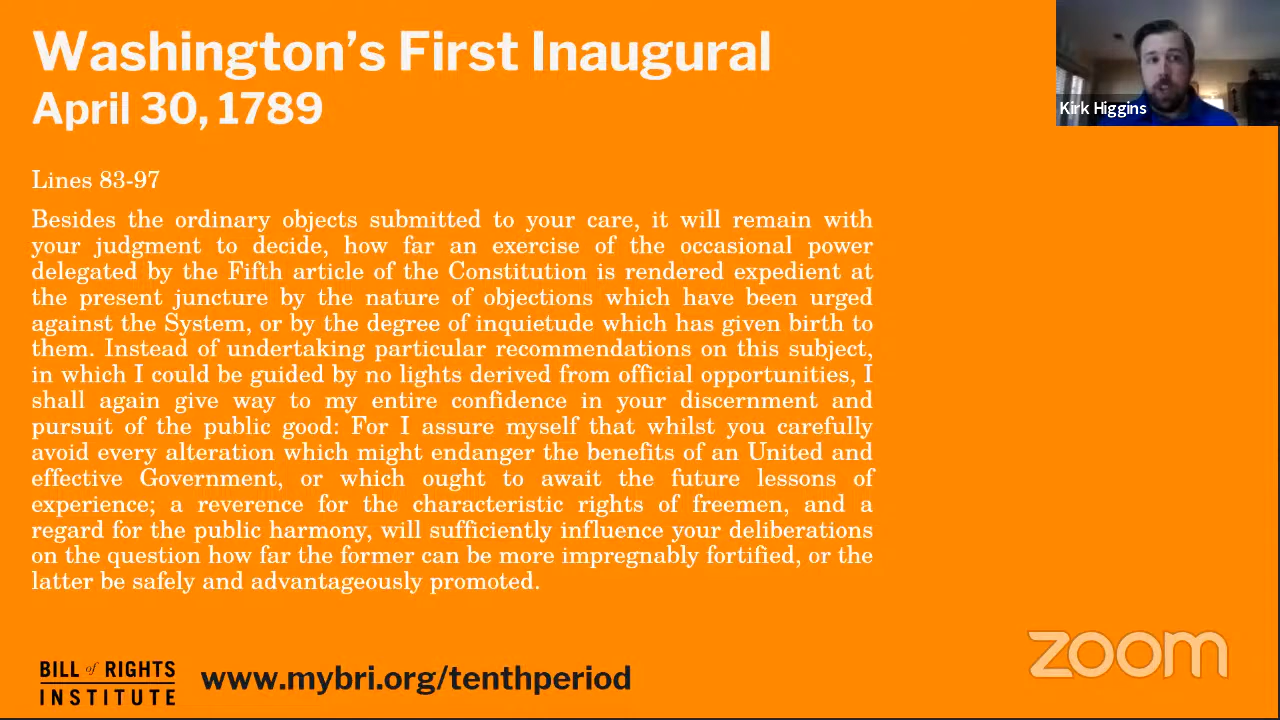 Washington's First Inaugural
April 30, 1789
Kirk Higgins
Lines 83-97
Besides the ordinary objects submitted to your care, it will remain with
your judgment to decide, how far an exercise of the occasional power
delegated by the Fifth article of the Constitution is rendered expedient at
the present juncture by the nature of objections which have been urged
against the System, or by the degree of inquietude which has given birth to
them. Instead of undertaking particular recommendations on this subject,
in which I could be guided by no lights derived from official opportunities, I
shall again give way to my entire confidence in your discernment and
pursuit of the public good: For I assure myself that whilst you carefully
avoid every alteration which might endanger the benefits of an United and
effective Government, or which ought to await the future lessons of
experience; a reverence for the characteristic rights of freemen, and a
regard for the public harmony, will sufficiently influence your deliberations
on the question how far the former can be more impregnably fortified, or the
latter be safely and advantageously promoted.
BILL of RIGHTS
INSTITUTE
www.mybri.org/tenthperiod
zoom